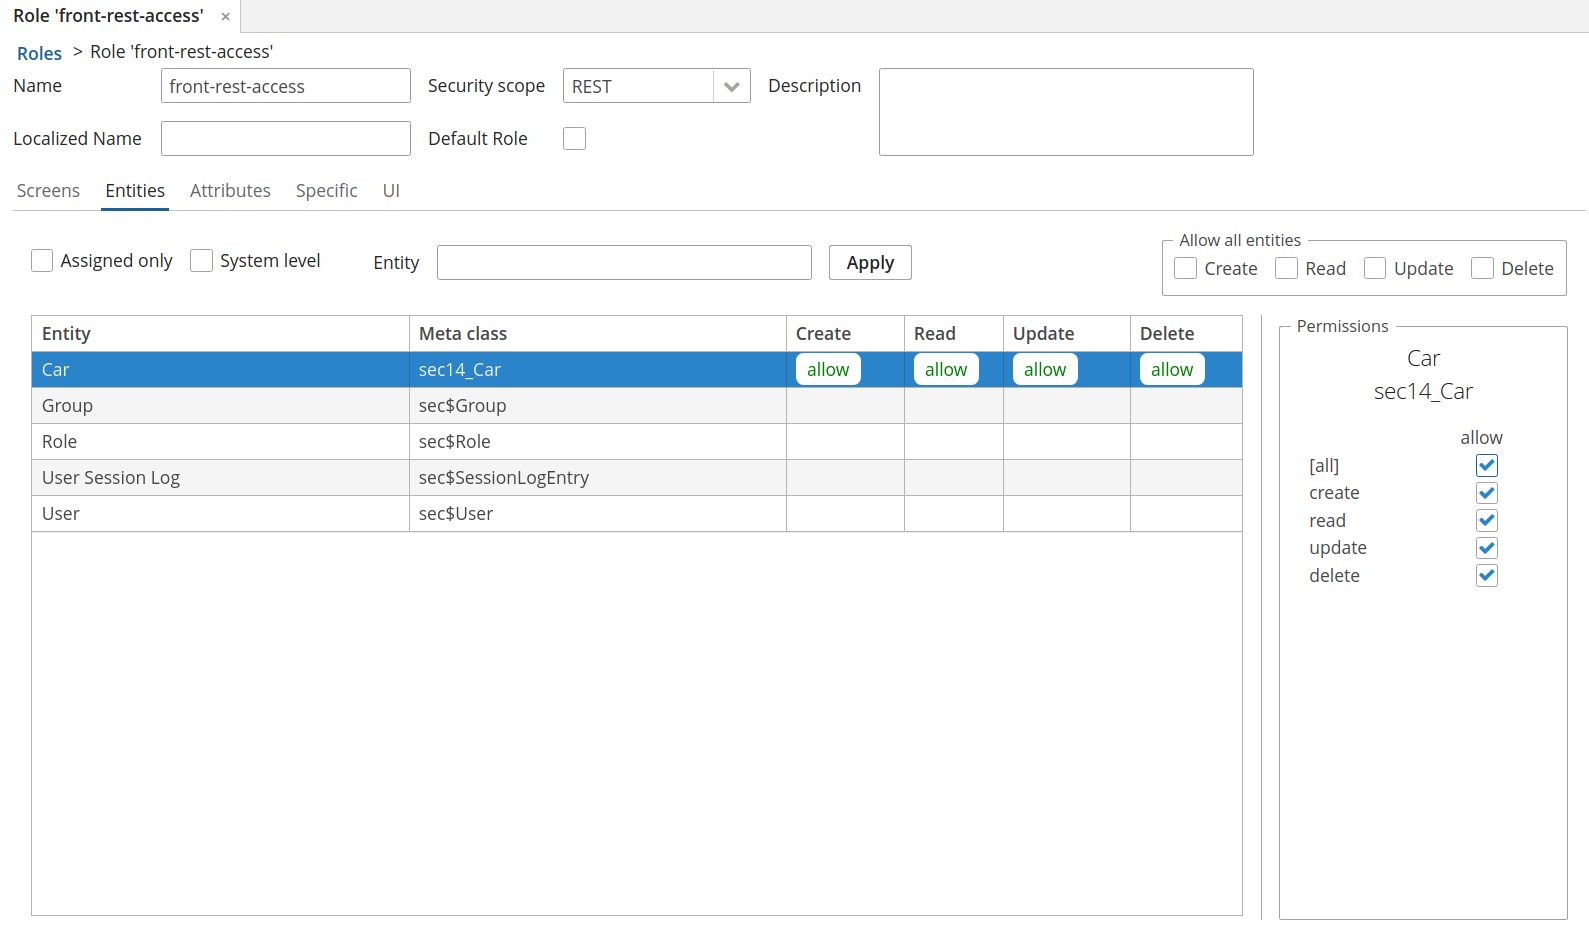 Role 'front-rest-access' ×
Roles > Role 'front-rest-access'
Name front-rest-access Security scope REST Description
Localized Name Default Role
Screens Entities Attributes Specific UI
Allow all entities
Assigned only System level Entity Apply Create Read Update Delete
Entity Meta class Create Read Update Delete
Car sec14_Car allow allow allow allow
Group sec$Group
Role sec$Role
User Session Log sec$SessionLogEntry
User sec$User
Permissions
Car
sec14_Car
allow
[all]
create
read
update
delete